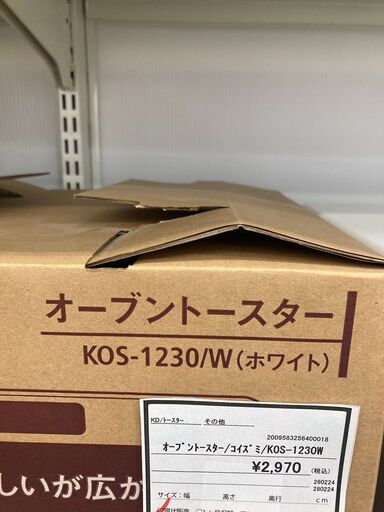 オーブントースター
KOS-1230/W(ホワイト)
KD/トースター その他
2009583256400018
オーブントースター/コイズミ/KOS-1230W
¥2,970 (税込)
280224
280224
サイズ:幅 高さ 奥行 cm
しいが広が